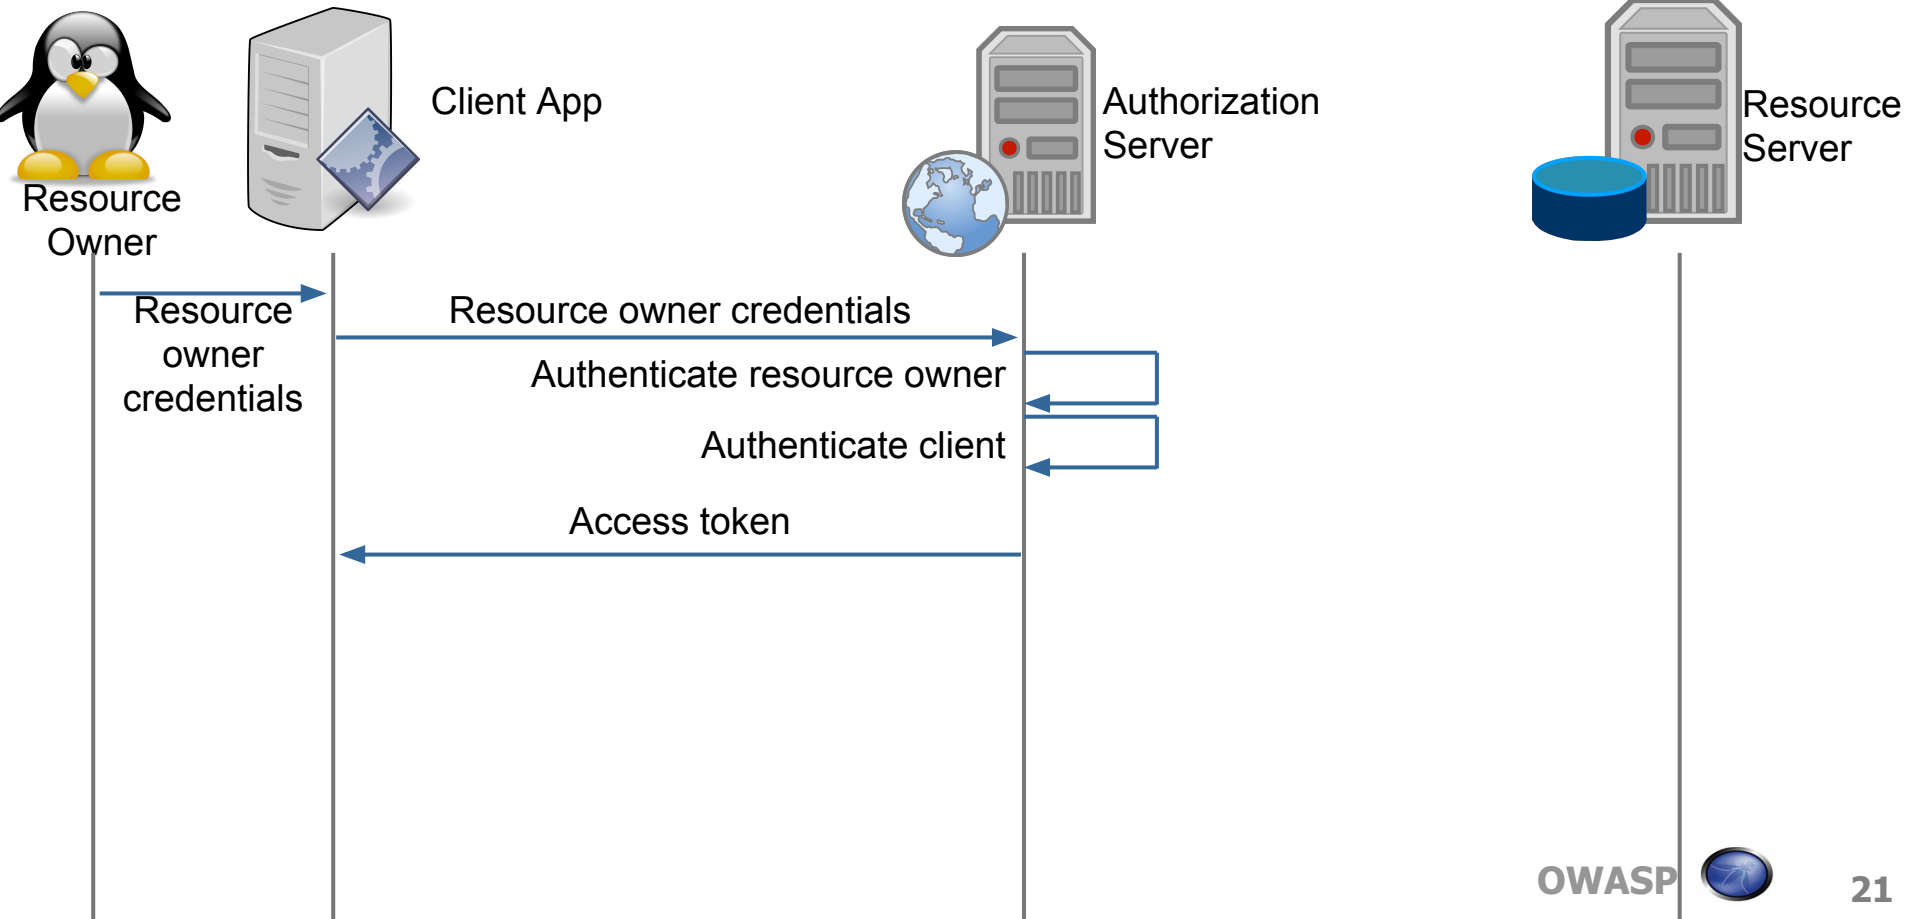 Client App
Authorization
Server
Resource
Server
Resource
Owner
Resource
owner
credentials
Resource owner credentials
Authenticate resource owner
Authenticate client
Access token
OWASP
21